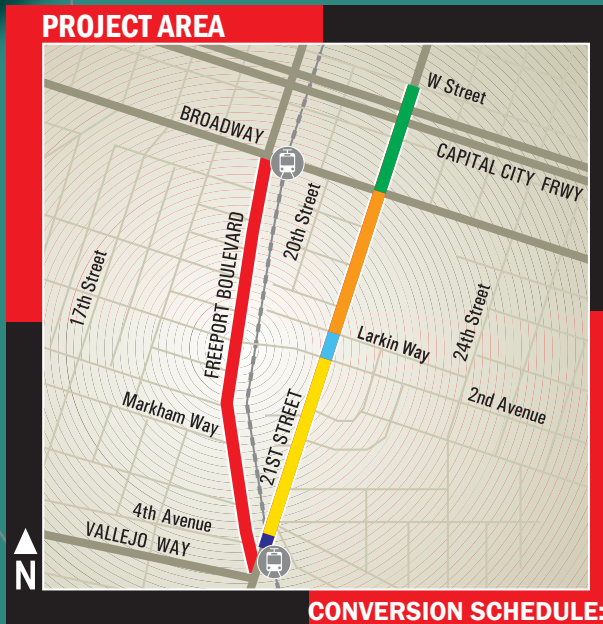 PROJECT AREA
W Street
BROADWAY
CAPITAL CITY FRWY
20th Street
FREEPORT BOULEVARD
17th Street
24th Street
Larkin Way
2nd Avenue
Markham Way
21ST STREET
4th Avenue
VALLEJO WAY
N
CONVERSION SCHEDULE: